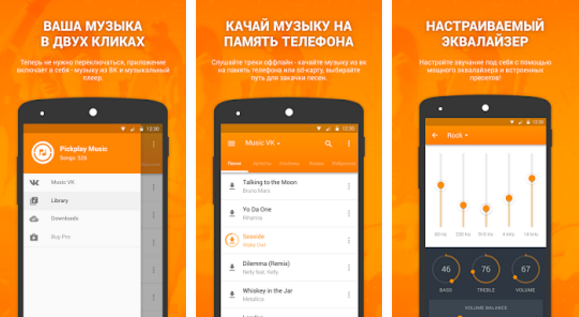 ВАША МУЗЫКА
В ДВУХ КЛИКАХ
Теперь не нужно переключаться, приложение
включает в себя - музыку из ВК и музыкальный
плеер.
12:30
Pickplay Music
Songs: 329
Music VK
Library
Downloads
Buy Pro
КАЧАЙ МУЗЫКУ НА
ПАМЯТЬ ТЕЛЕФОНА
Слушайте треки оффлайн - качайте музыку из вк
на память телефона или sd-карту, выбирайте
путь для закачки песен.
12:30
Music VK
Talking to the Moon
Bruno Mars
Yo Da One
Rihanna
Seaside
Dilemma (Remix)
Nelly feat. Kelly
Whiskey in the Jar
Metallica
НАСТРАИВАЕМЫЙ
ЭКВАЛАЙЗЕР
Настройте звучание под себя с помощью
мощного эквалайзера и встроенных
пресетов!
12:30
Rock
60 Hz 230 Hz 910 Hz 4 kHz 14 kHz
46 76 67
BASS TREBLE VOLUME
VOLUME BALANCE